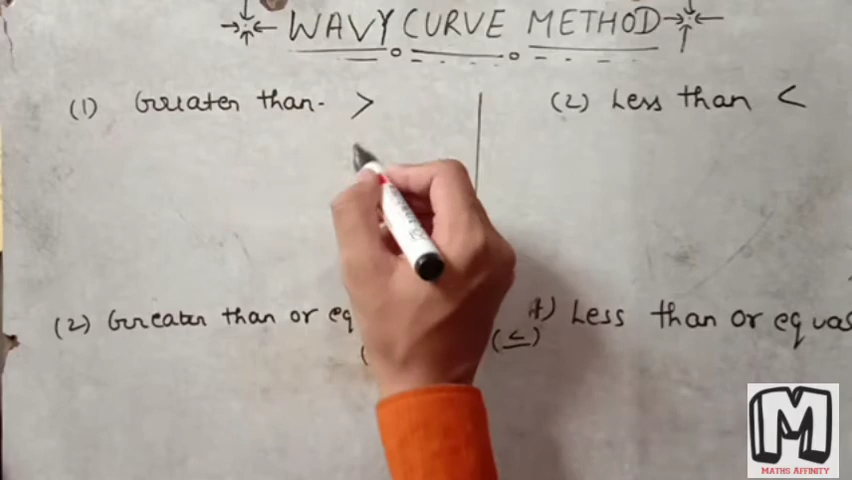 WAVY CURVE METHOD
(1) Greater than- >
(2) Less than <
(2) Greater than or eq
4) Less than or equa
(≤)
M
MATHS AFFINITY